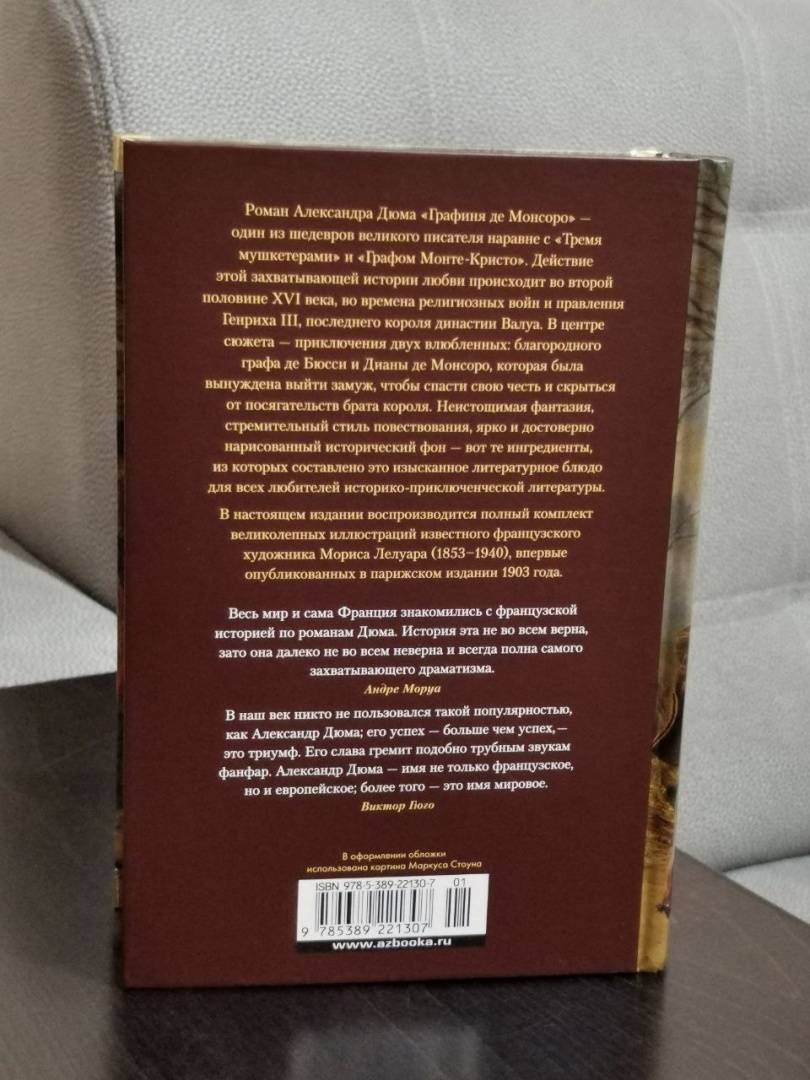 Роман Александра Дюма «Графиня де Монсоро» —
один из шедевров великого писателя наравне с «Тремя
мушкетерами» и «Графом Монте-Кристо». Действие
этой захватывающей истории любви происходит во второй
половине XVI века, во времена религиозных войн и правления
Генриха III, последнего короля династии Валуа. В центре
сюжета — приключения двух влюбленных: благородного
графа де Бюсси и Дианы де Монсоро, которая была
вынуждена выйти замуж, чтобы спасти свою честь и скрыться
от посягательств брата короля. Неистощимая фантазия,
стремительный стиль повествования, ярко и достоверно
нарисованный исторический фон — вот те ингредиенты,
из которых составлено это изысканное литературное блюдо
для всех любителей историко-приключенческой литературы.
В настоящем издании воспроизводится полный комплект
великолепных иллюстраций известного французского
художника Мориса Лелуара (1853–1940), впервые
опубликованных в парижском издании 1903 года.
Весь мир и сама Франция знакомились с французской
историей по романам Дюма. История эта не во всем верна,
зато она далеко не во всем неверна и всегда полна самого
захватывающего драматизма.
Андре Моруа
В наш век никто не пользовался такой популярностью,
как Александр Дюма; его успех — больше чем успех,—
это триумф. Его слава гремит подобно трубным звукам
фанфар. Александр Дюма — имя не только французское,
но и европейское; более того — это имя мировое.
Виктор Гюго
В оформлении обложки
использована картина Маркуса Стоуна
ISBN 978-5-389-22130-7 01
9 785389 221307
www.azbooka.ru